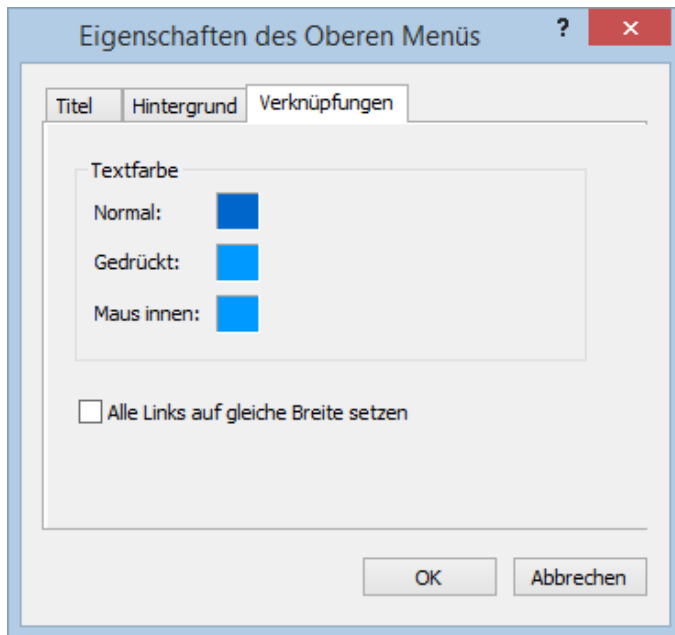 Eigenschaften des Oberen Menüs ?
Titel Hintergrund Verknüpfungen
Textfarbe
Normal:
Gedrückt:
Maus innen:
Alle Links auf gleiche Breite setzen
OK Abbrechen